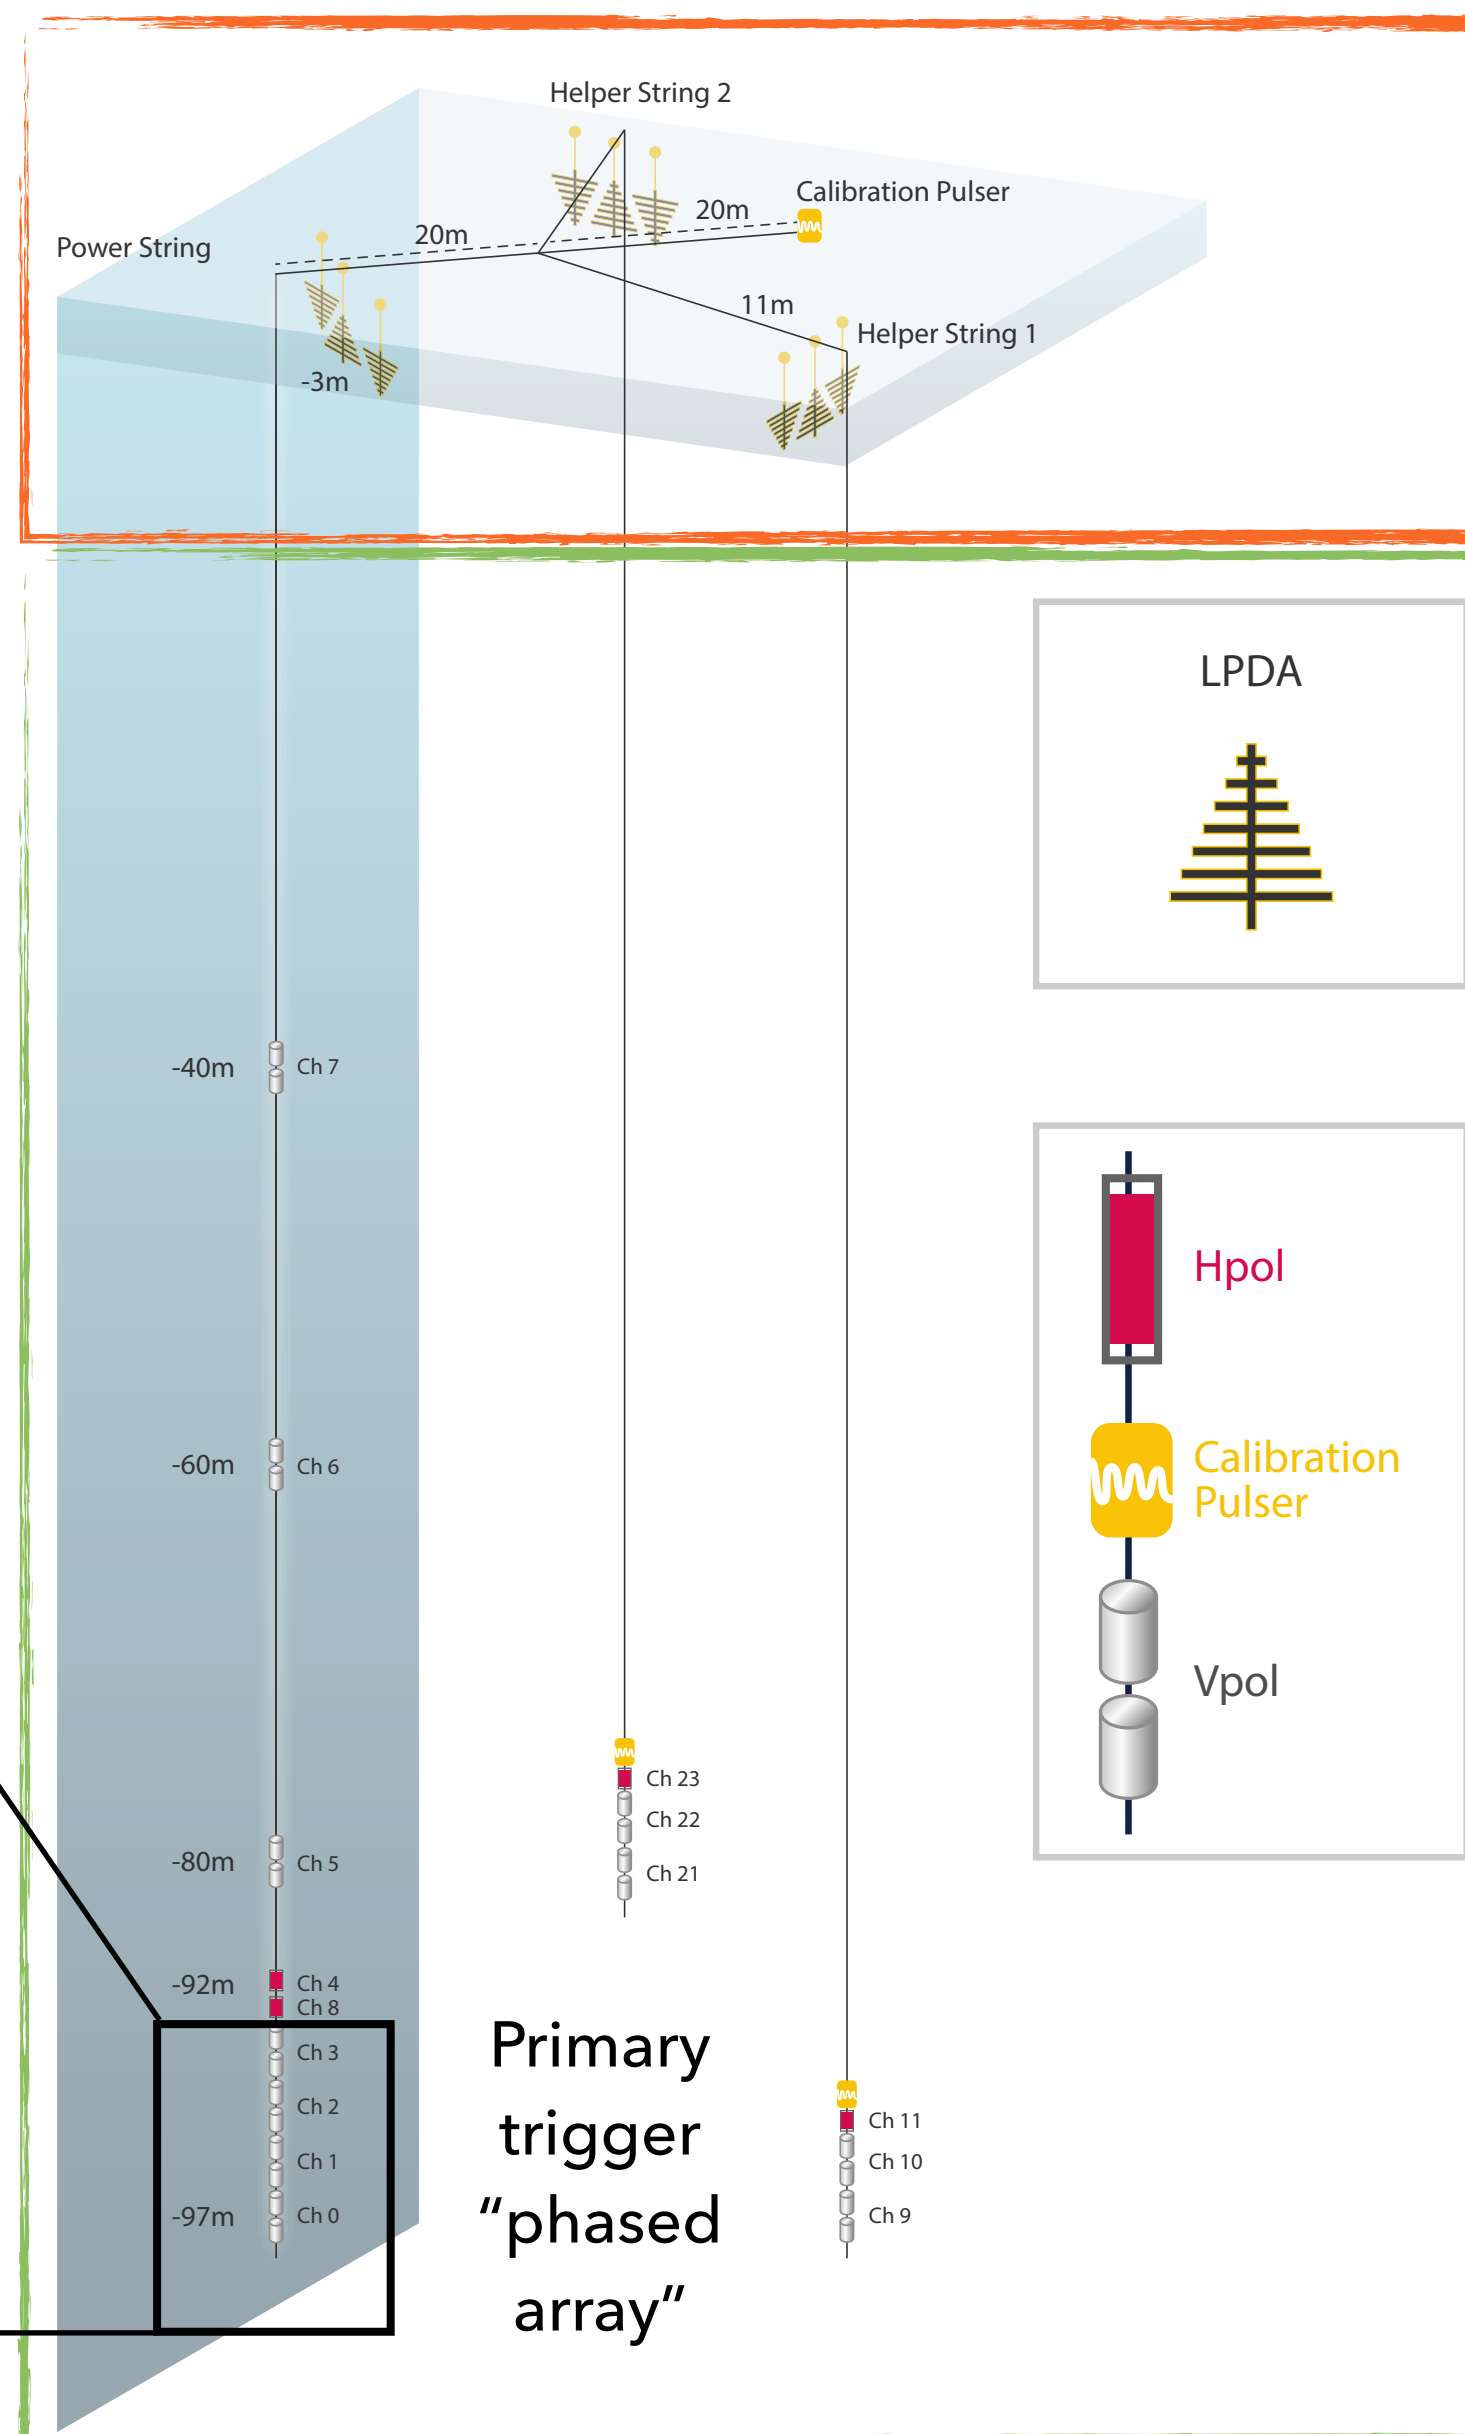 Helper String 2
Calibration Pulser
20m
20m
Power String
11m
Helper String 1
-3m
LPDA
-40m
Ch 7
Hpol
-60m
Ch 6
Calibration
Pulser
Vpol
Ch 23
Ch 22
Ch 21
-80m
Ch 5
-92m
Ch 4
Ch 8
Ch 3
Ch 2
Ch 1
-97m
Ch 0
Primary
trigger
“phased
array”
Ch 11
Ch 10
Ch 9